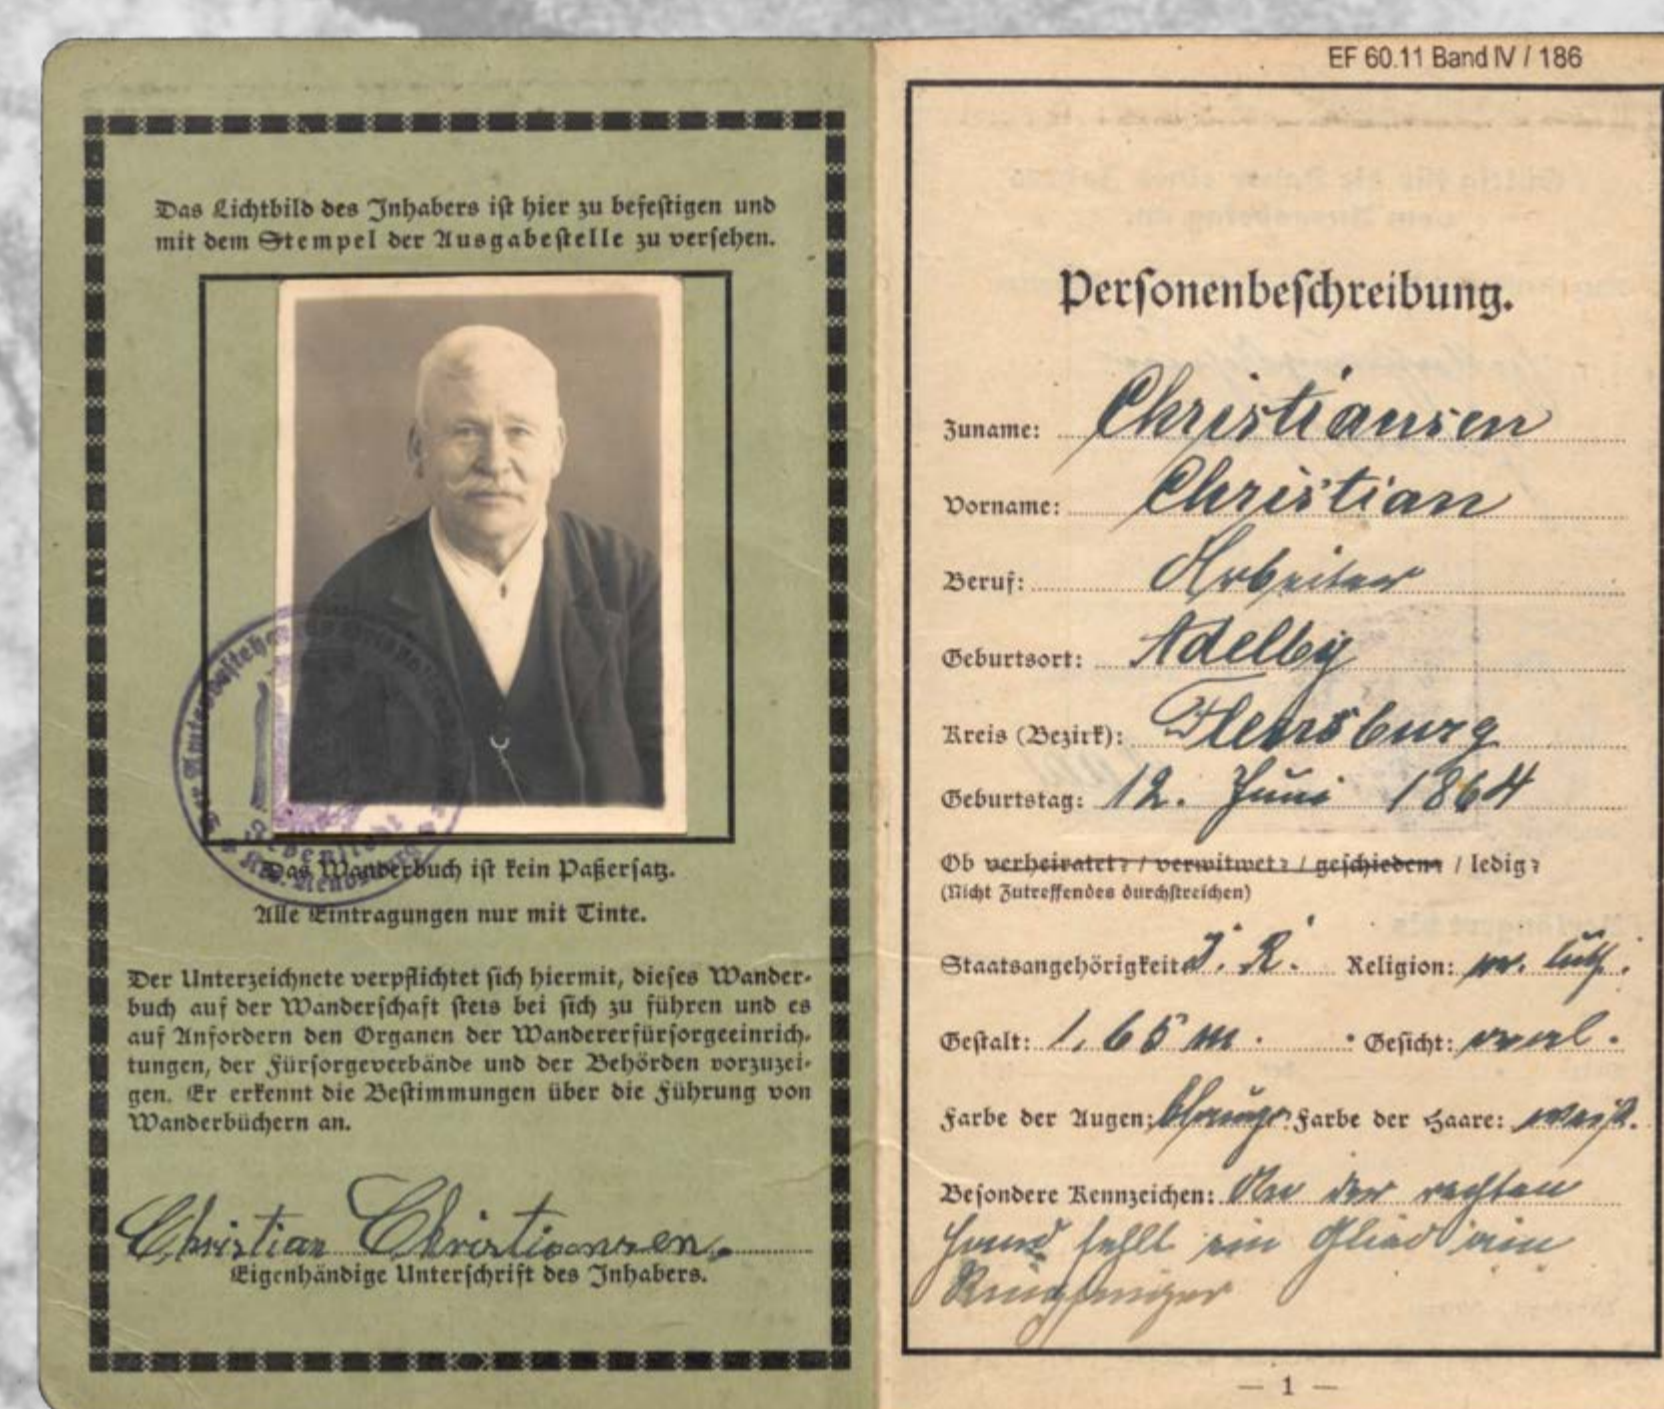 Das Lichtbild des Inhabers ist hier zu befestigen und
mit dem Stempel der Ausgabestelle zu versehen.
Das Wanderbuch ist kein Paßersatz.
Alle Eintragungen nur mit Tinte.
Der Unterzeichnete verpflichtet sich hiermit, dieses Wander-
buch auf der Wanderschaft stets bei sich zu führen und es
auf Anfordern den Organen der Wandererfürsorgeeinrich-
tungen, der Fürsorgeverbände und der Behörden vorzuzei-
gen. Er erkennt die Bestimmungen über die Führung von
Wanderbüchern an.
Christian Christiansen.
Eigenhändige Unterschrift des Inhabers.
EF 60.11 Band IV / 186
Personenbeschreibung.
Zuname: Christiansen
Vorname: Christian
Beruf: Arbeiter
Geburtsort: Adelby
Kreis (Bezirk): Flensburg
Geburtstag: 12. Juni 1864
Ob verheiratet? / verwitwet? / geschieden? / ledig?
(Nicht Zutreffendes durchstreichen)
Staatsangehörigkeit: R. Religion: ev. luth.
Gestalt: 1,65 m. Gesicht: oval.
Farbe der Augen: Farbe der Haare: weiß.
Besondere Kennzeichen: An der rechten
Hand fehlt ein Glied am
Ringfinger
— 1 —